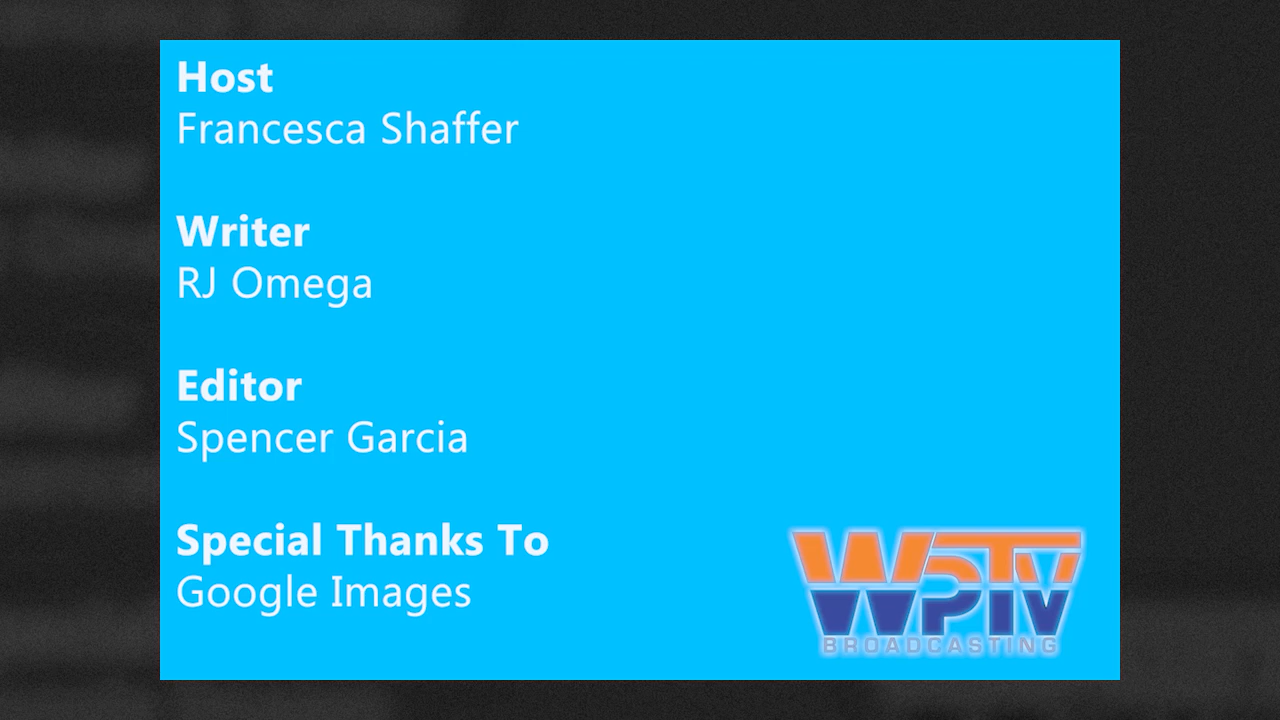 Host
Francesca Shaffer
Writer
RJ Omega
Editor
Spencer Garcia
Special Thanks To
Google Images
WPTV
BROADCASTING